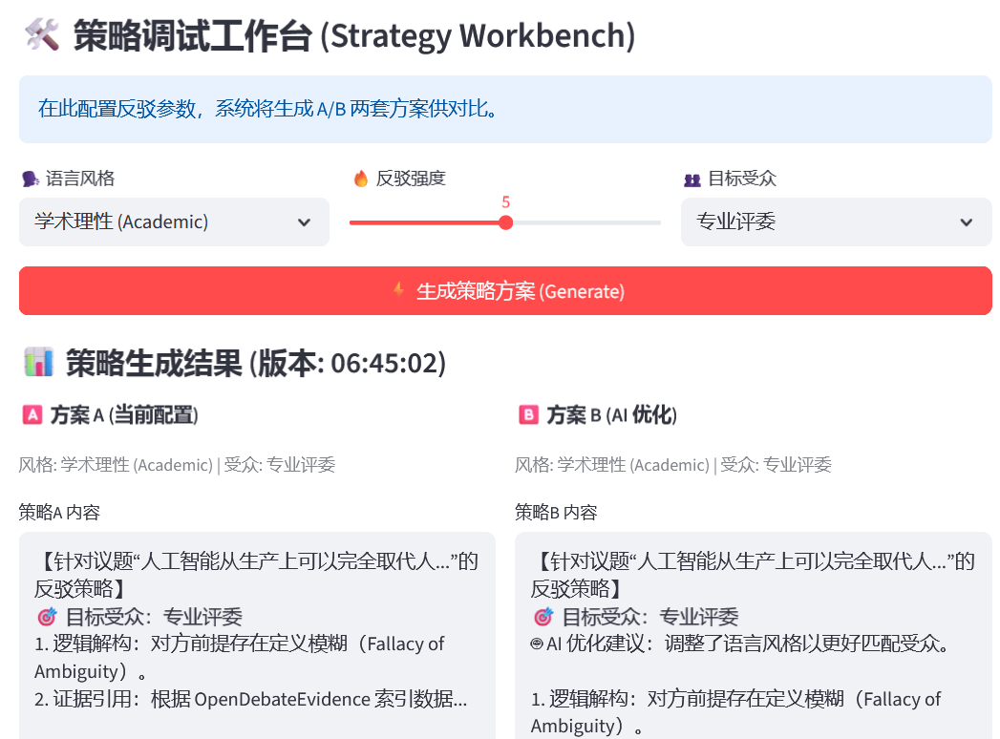 🛠️ 策略调试工作台 (Strategy Workbench)
在此配置反驳参数，系统将生成 A/B 两套方案供对比。
🗣️ 语言风格
🔥 反驳强度
👥 目标受众
学术理性 (Academic)
5
专业评委
⚡ 生成策略方案 (Generate)
📊 策略生成结果 (版本: 06:45:02)
🅰️ 方案 A (当前配置)
风格: 学术理性 (Academic) | 受众: 专业评委
策略A 内容
【针对议题“人工智能从生产上可以完全取代人...”的
反驳策略】
🎯 目标受众：专业评委
1. 逻辑解构：对方前提存在定义模糊（Fallacy of
Ambiguity）。
2. 证据引用：根据 OpenDebateEvidence 索引数据...
🅱️ 方案 B (AI 优化)
风格: 学术理性 (Academic) | 受众: 专业评委
策略B 内容
【针对议题“人工智能从生产上可以完全取代人...”的
反驳策略】
🎯 目标受众：专业评委
🤖 AI 优化建议：调整了语言风格以更好匹配受众。
1. 逻辑解构：对方前提存在定义模糊（Fallacy of
Ambiguity）。